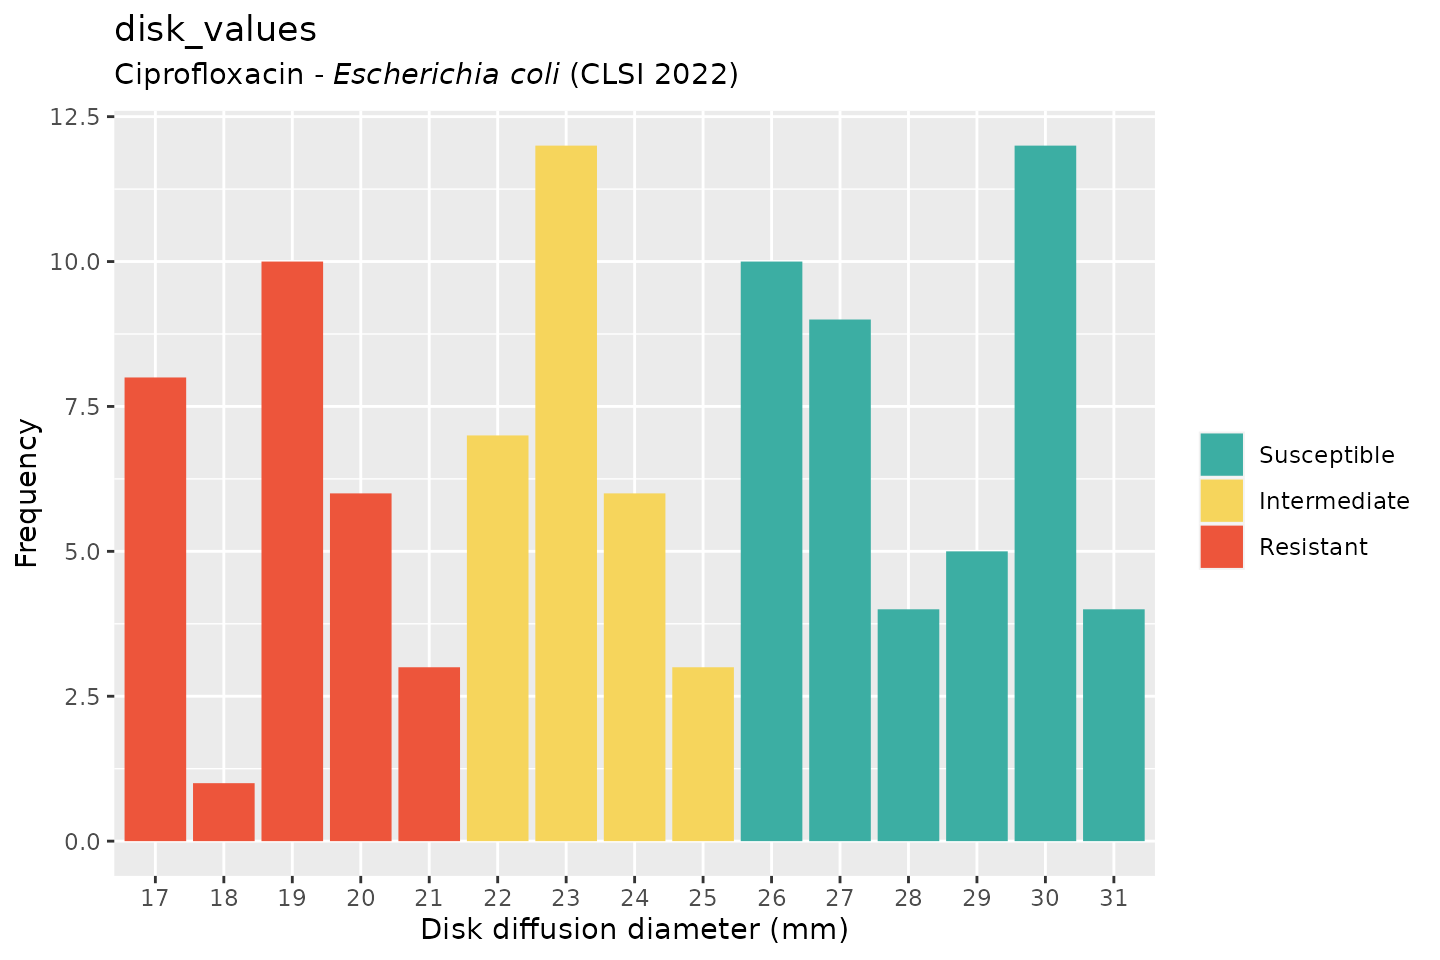 disk_values
Ciprofloxacin - Escherichia coli (CLSI 2022)
12.5
10.0
7.5
5.0
2.5
0.0
Frequency
17 18 19 20 21 22 23 24 25 26 27 28 29 30 31
Disk diffusion diameter (mm)
Susceptible
Intermediate
Resistant